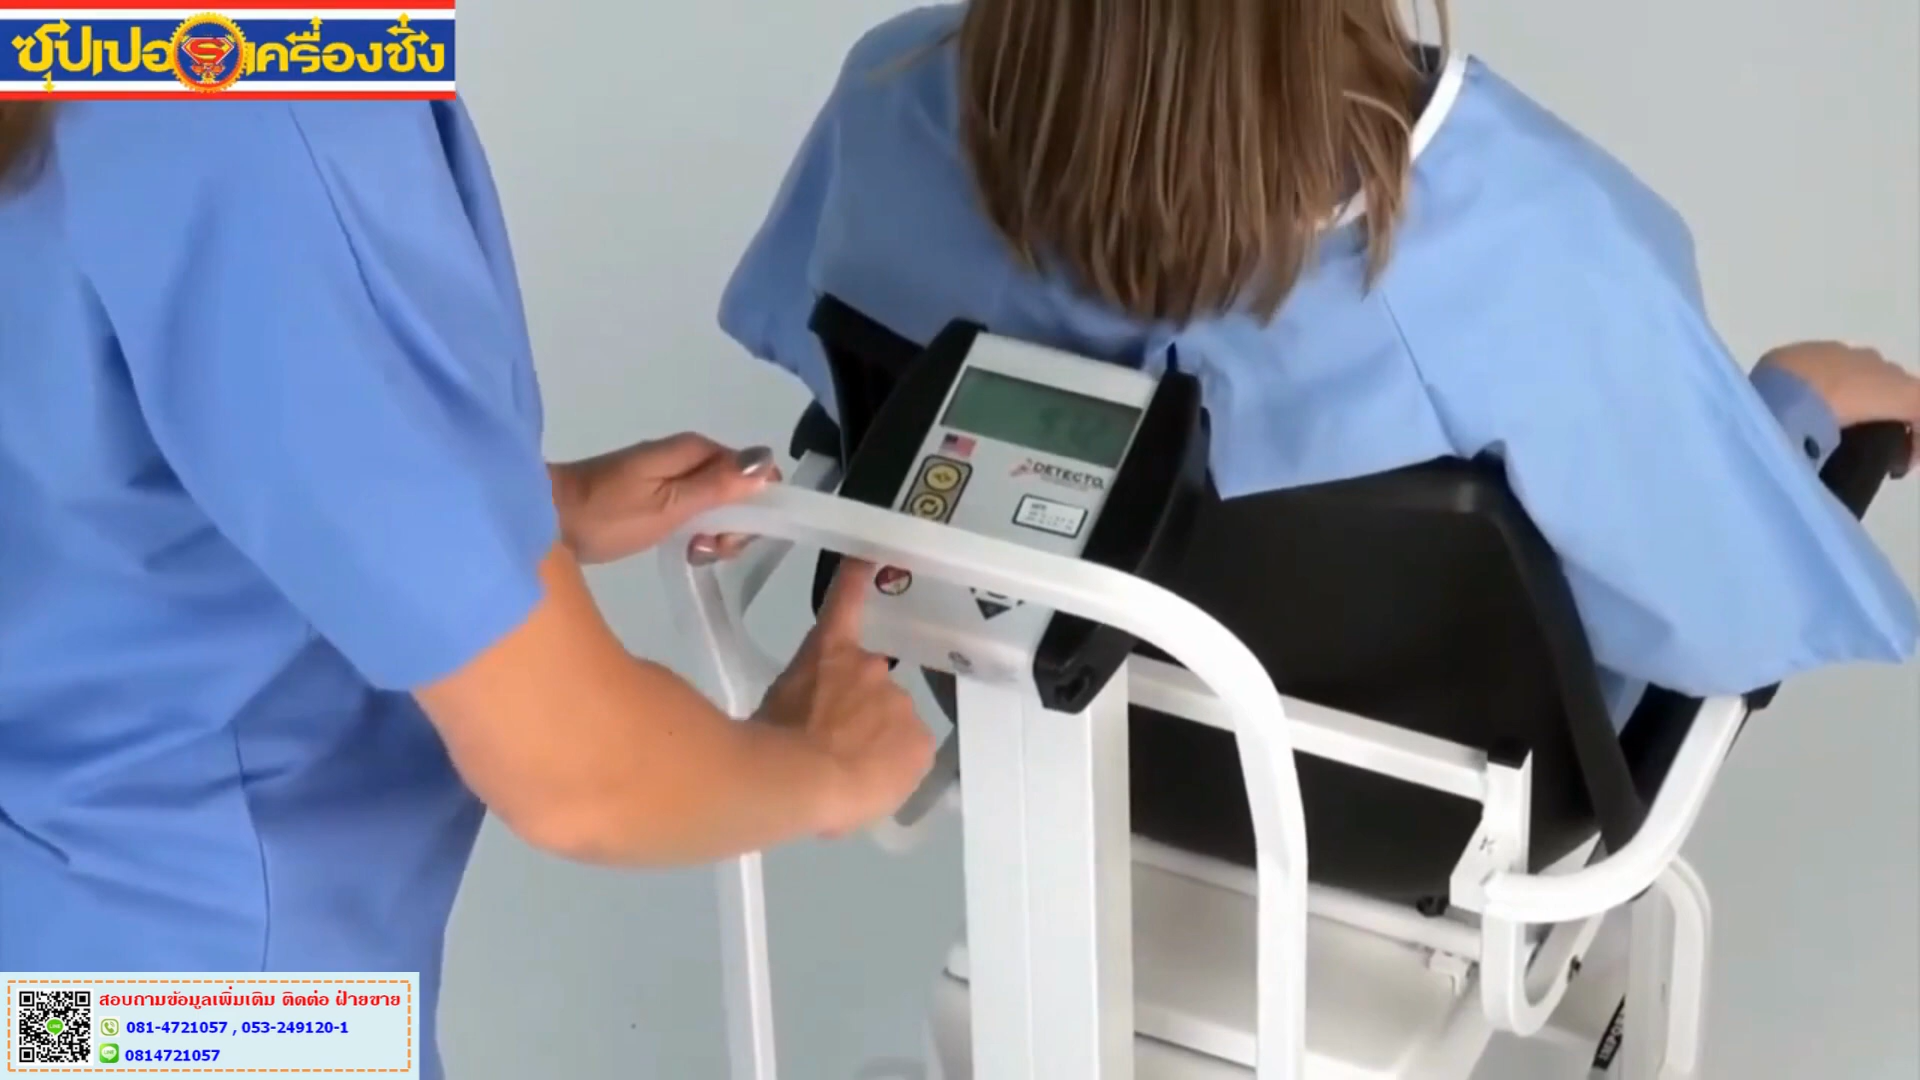 ซุปเปอร์เครื่องชั่ง
DETECTO
สอบถามข้อมูลเพิ่มเติม ติดต่อ ฝ่ายขาย
081-4721057 , 053-249120-1
0814721057